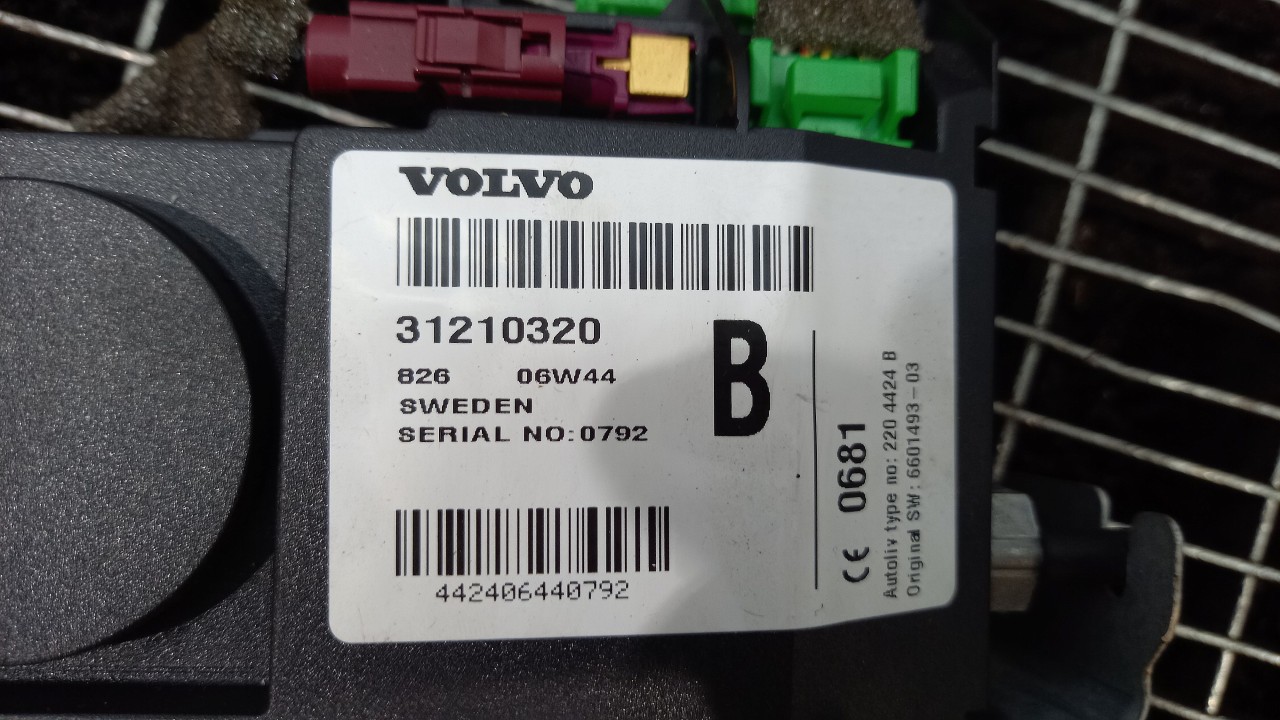 VOLVO
31210320
826 06W44
SWEDEN
SERIAL NO:0792
B
442406440792
CE 0681
Autoliv type no: 220 4424 B
Original SW: 6601493-03